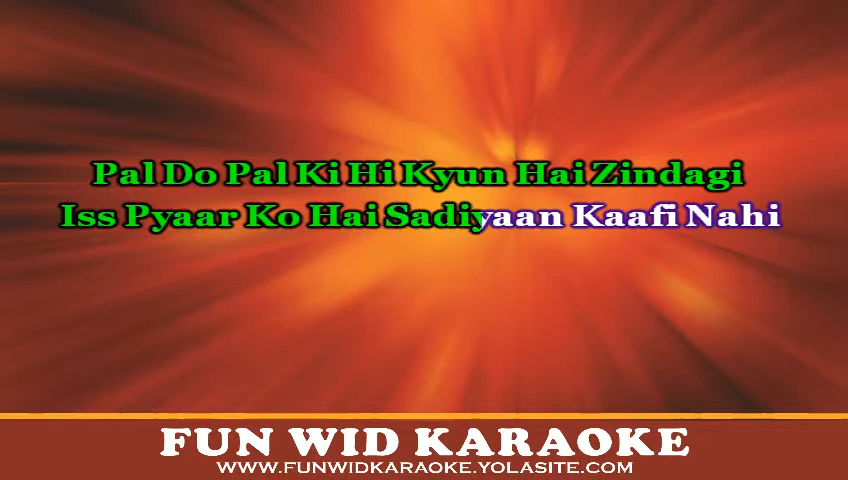 Pal Do Pal Ki Hi Kyun Hai Zindagi
Iss Pyaar Ko Hai Sadiyaan Kaafi Nahi
FUN WID KARAOKE
WWW.FUNWIDKARAOKE.YOLASITE.COM